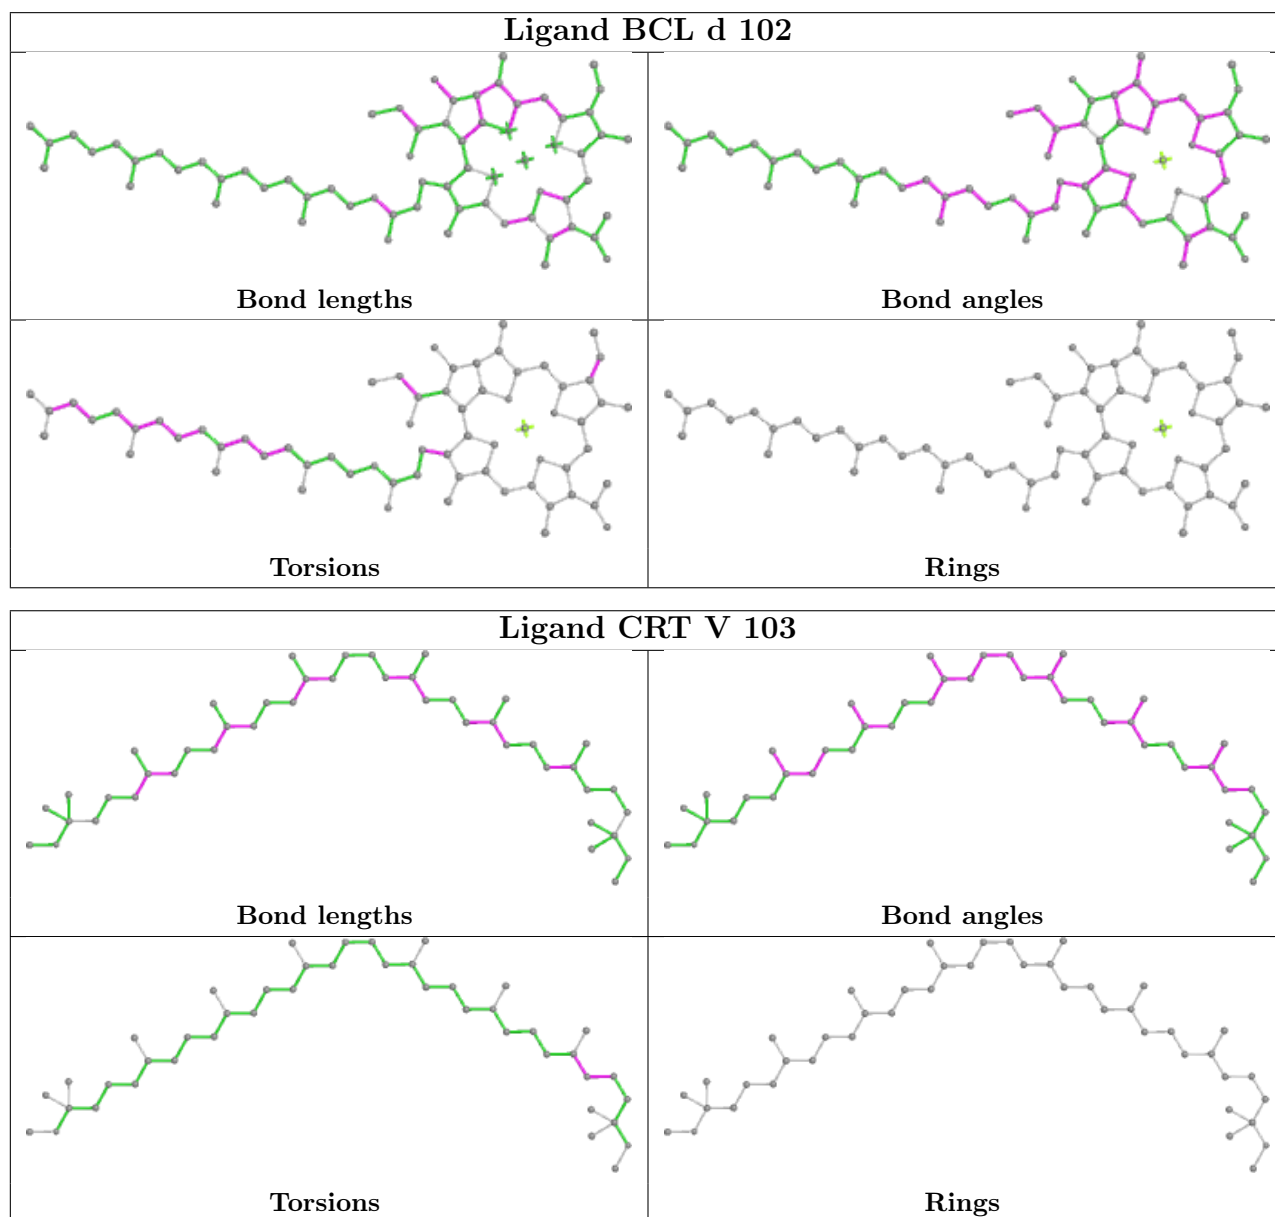 Ligand BCL d 102
Bond lengths
Bond angles
Torsions
Rings
Ligand CRT V 103
Bond lengths
Bond angles
Torsions
Rings